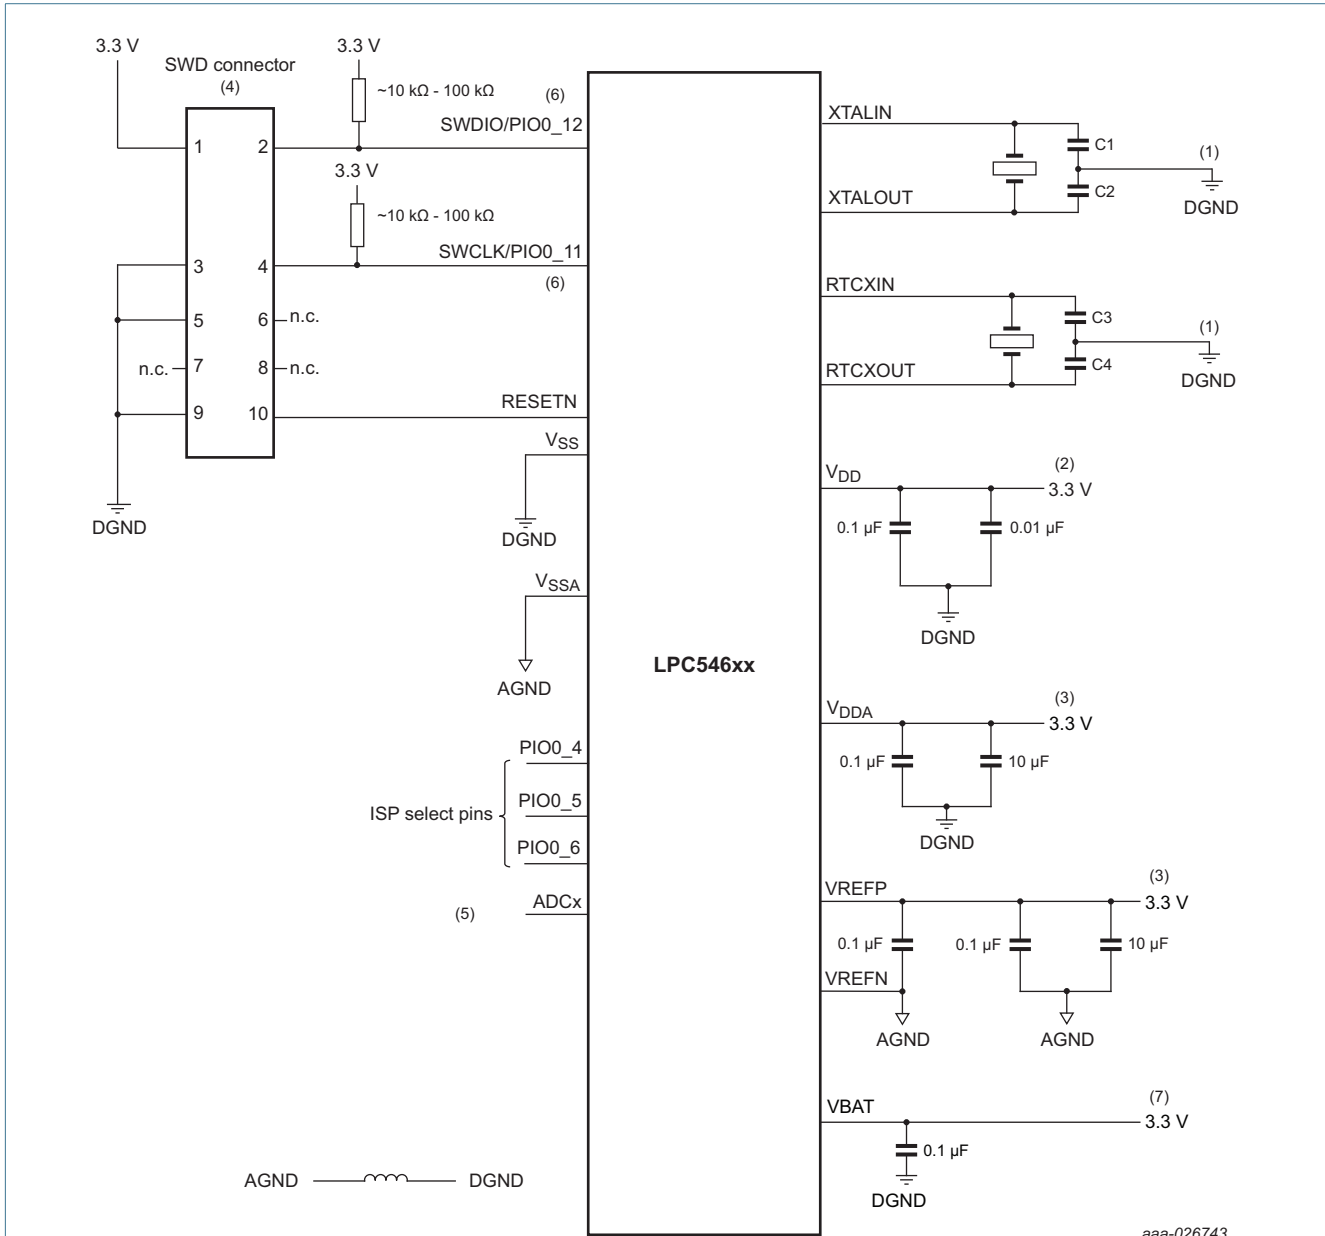 3.3 V
SWD connector
(4)
3.3 V
~10 kΩ - 100 kΩ
(6)
SWDIO/PIO0_12
1
2
3.3 V
~10 kΩ - 100 kΩ
SWCLK/PIO0_11
(6)
3
4
5
6
n.c.
n.c.
7
8
n.c.
9
10
RESETN
DGND
VSS
DGND
VSSA
AGND
ISP select pins
PIO0_4
PIO0_5
PIO0_6
(5)
ADCx
AGND
DGND
LPC546xx
XTALIN
C1
(1)
C2
DGND
XTALOUT
RTCXIN
C3
(1)
C4
DGND
RTCXOUT
VDD
(2)
3.3 V
0.1 µF
0.01 µF
DGND
VDDA
(3)
3.3 V
0.1 µF
10 µF
DGND
VREFP
(3)
3.3 V
0.1 µF
0.1 µF
10 µF
VREFN
AGND
AGND
VBAT
(7)
3.3 V
0.1 µF
DGND
aaa-026743